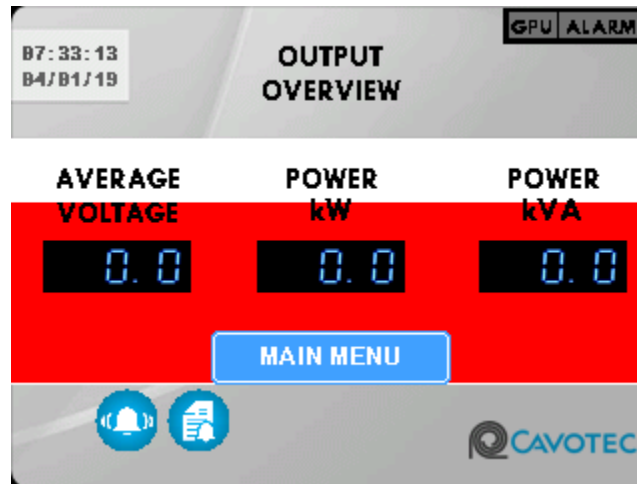 07:33:13
04/01/19
OUTPUT
OVERVIEW
GPU ALARM
AVERAGE
VOLTAGE
POWER
kW
POWER
kVA
0.0
0.0
0.0
MAIN MENU
CAVOTEC